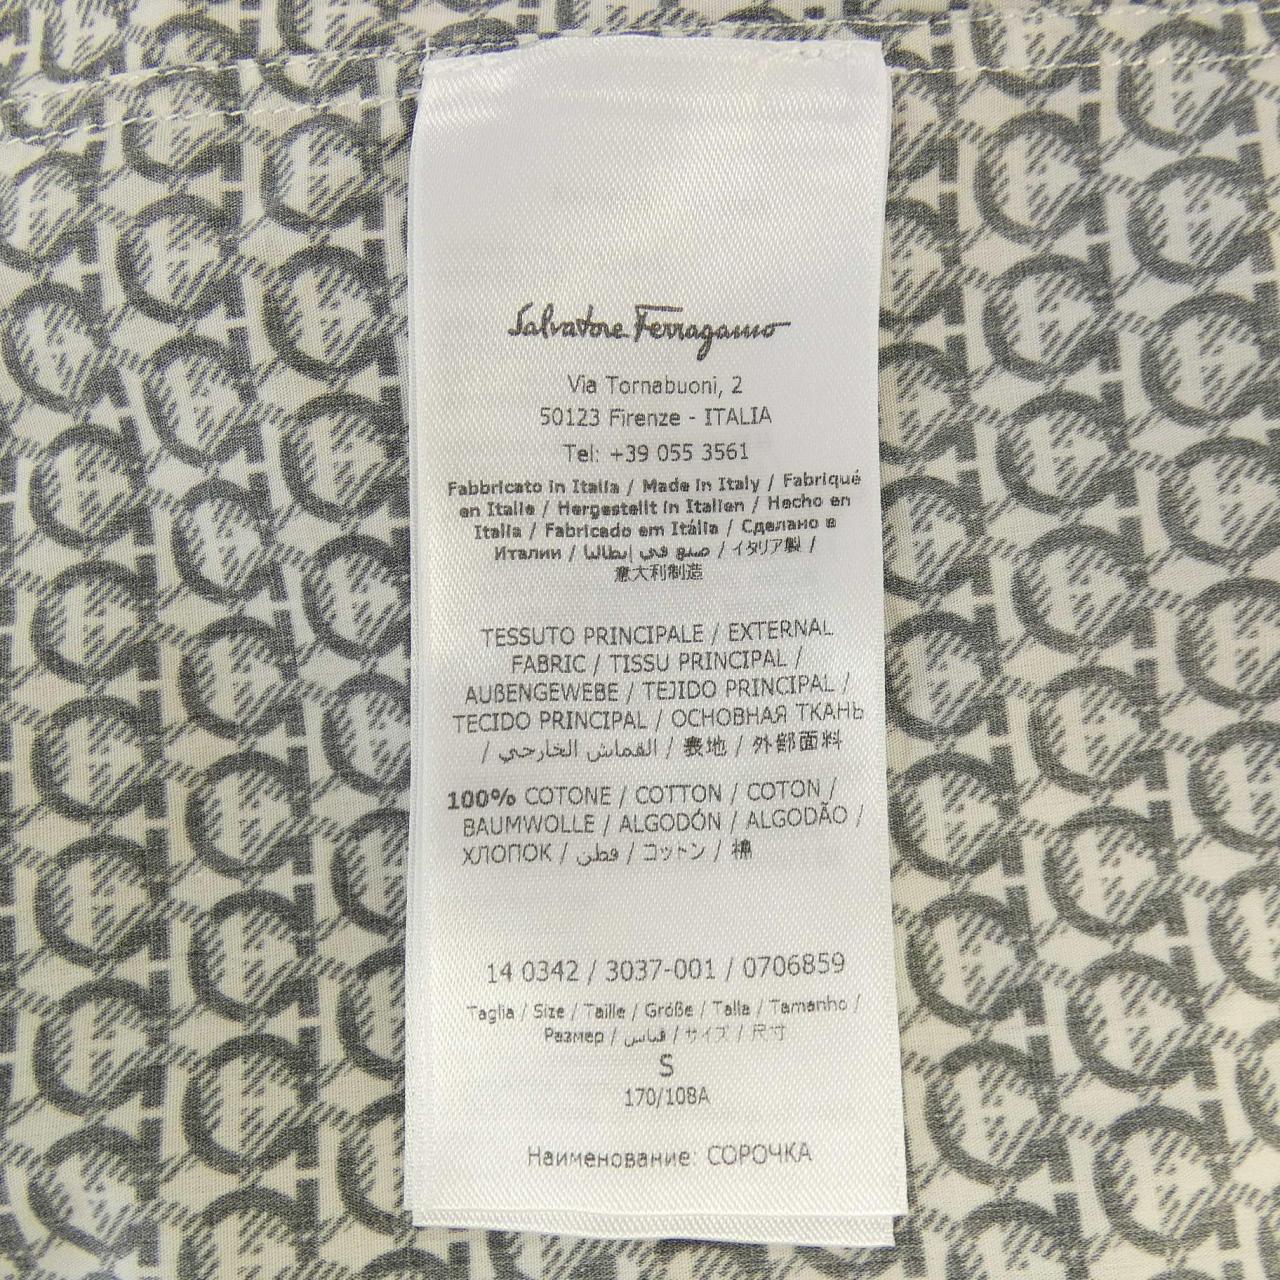 Salvatore Ferragamo
Via Tornabuoni, 2
50123 Firenze - ITALIA
Tel: +39 055 3561
Fabbricato in Italia / Made in Italy / Fabriqué
en Italie / Hergestellt in Italien / Hecho en
Italia / Fabricado em Itália / Сделано в
Италии / صنع في إيطاليا / イタリア製 /
意大利制造
TESSUTO PRINCIPALE / EXTERNAL
FABRIC / TISSU PRINCIPAL /
AUßENGEWEBE / TEJIDO PRINCIPAL /
TECIDO PRINCIPAL / ОСНОВНАЯ ТКАНЬ
/ القماش الخارجي / 表地 / 外部面料
100% COTONE / COTTON / COTON /
BAUMWOLLE / ALGODÓN / ALGODÃO /
ХЛОПОК / قطن / コットン / 棉
14 0342 / 3037-001 / 0706859
Taglia / Size / Taille / Größe / Talla / Tamanho /
Размер / قياس / サイズ / 尺寸
S
170/108A
Наименование: СОРОЧКА